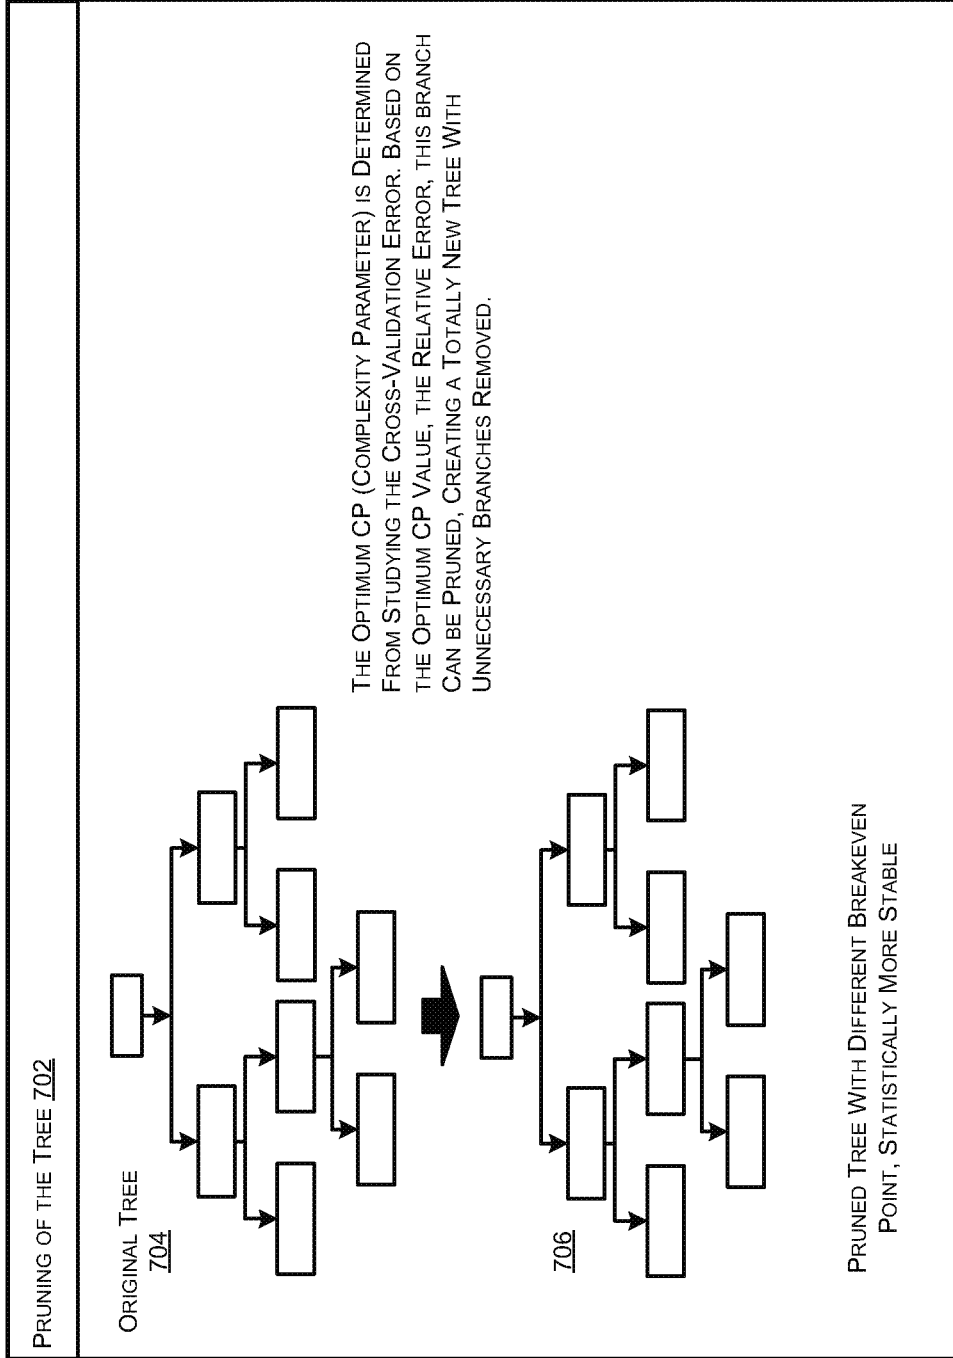 PRUNING OF THE TREE 702
ORIGINAL TREE
704
THE OPTIMUM CP (COMPLEXITY PARAMETER) IS DETERMINED
FROM STUDYING THE CROSS-VALIDATION ERROR. BASED ON
THE OPTIMUM CP VALUE, THE RELATIVE ERROR, THIS BRANCH
CAN BE PRUNED, CREATING A TOTALLY NEW TREE WITH
UNNECESSARY BRANCHES REMOVED.
706
PRUNED TREE WITH DIFFERENT BREAKEVEN
POINT, STATISTICALLY MORE STABLE